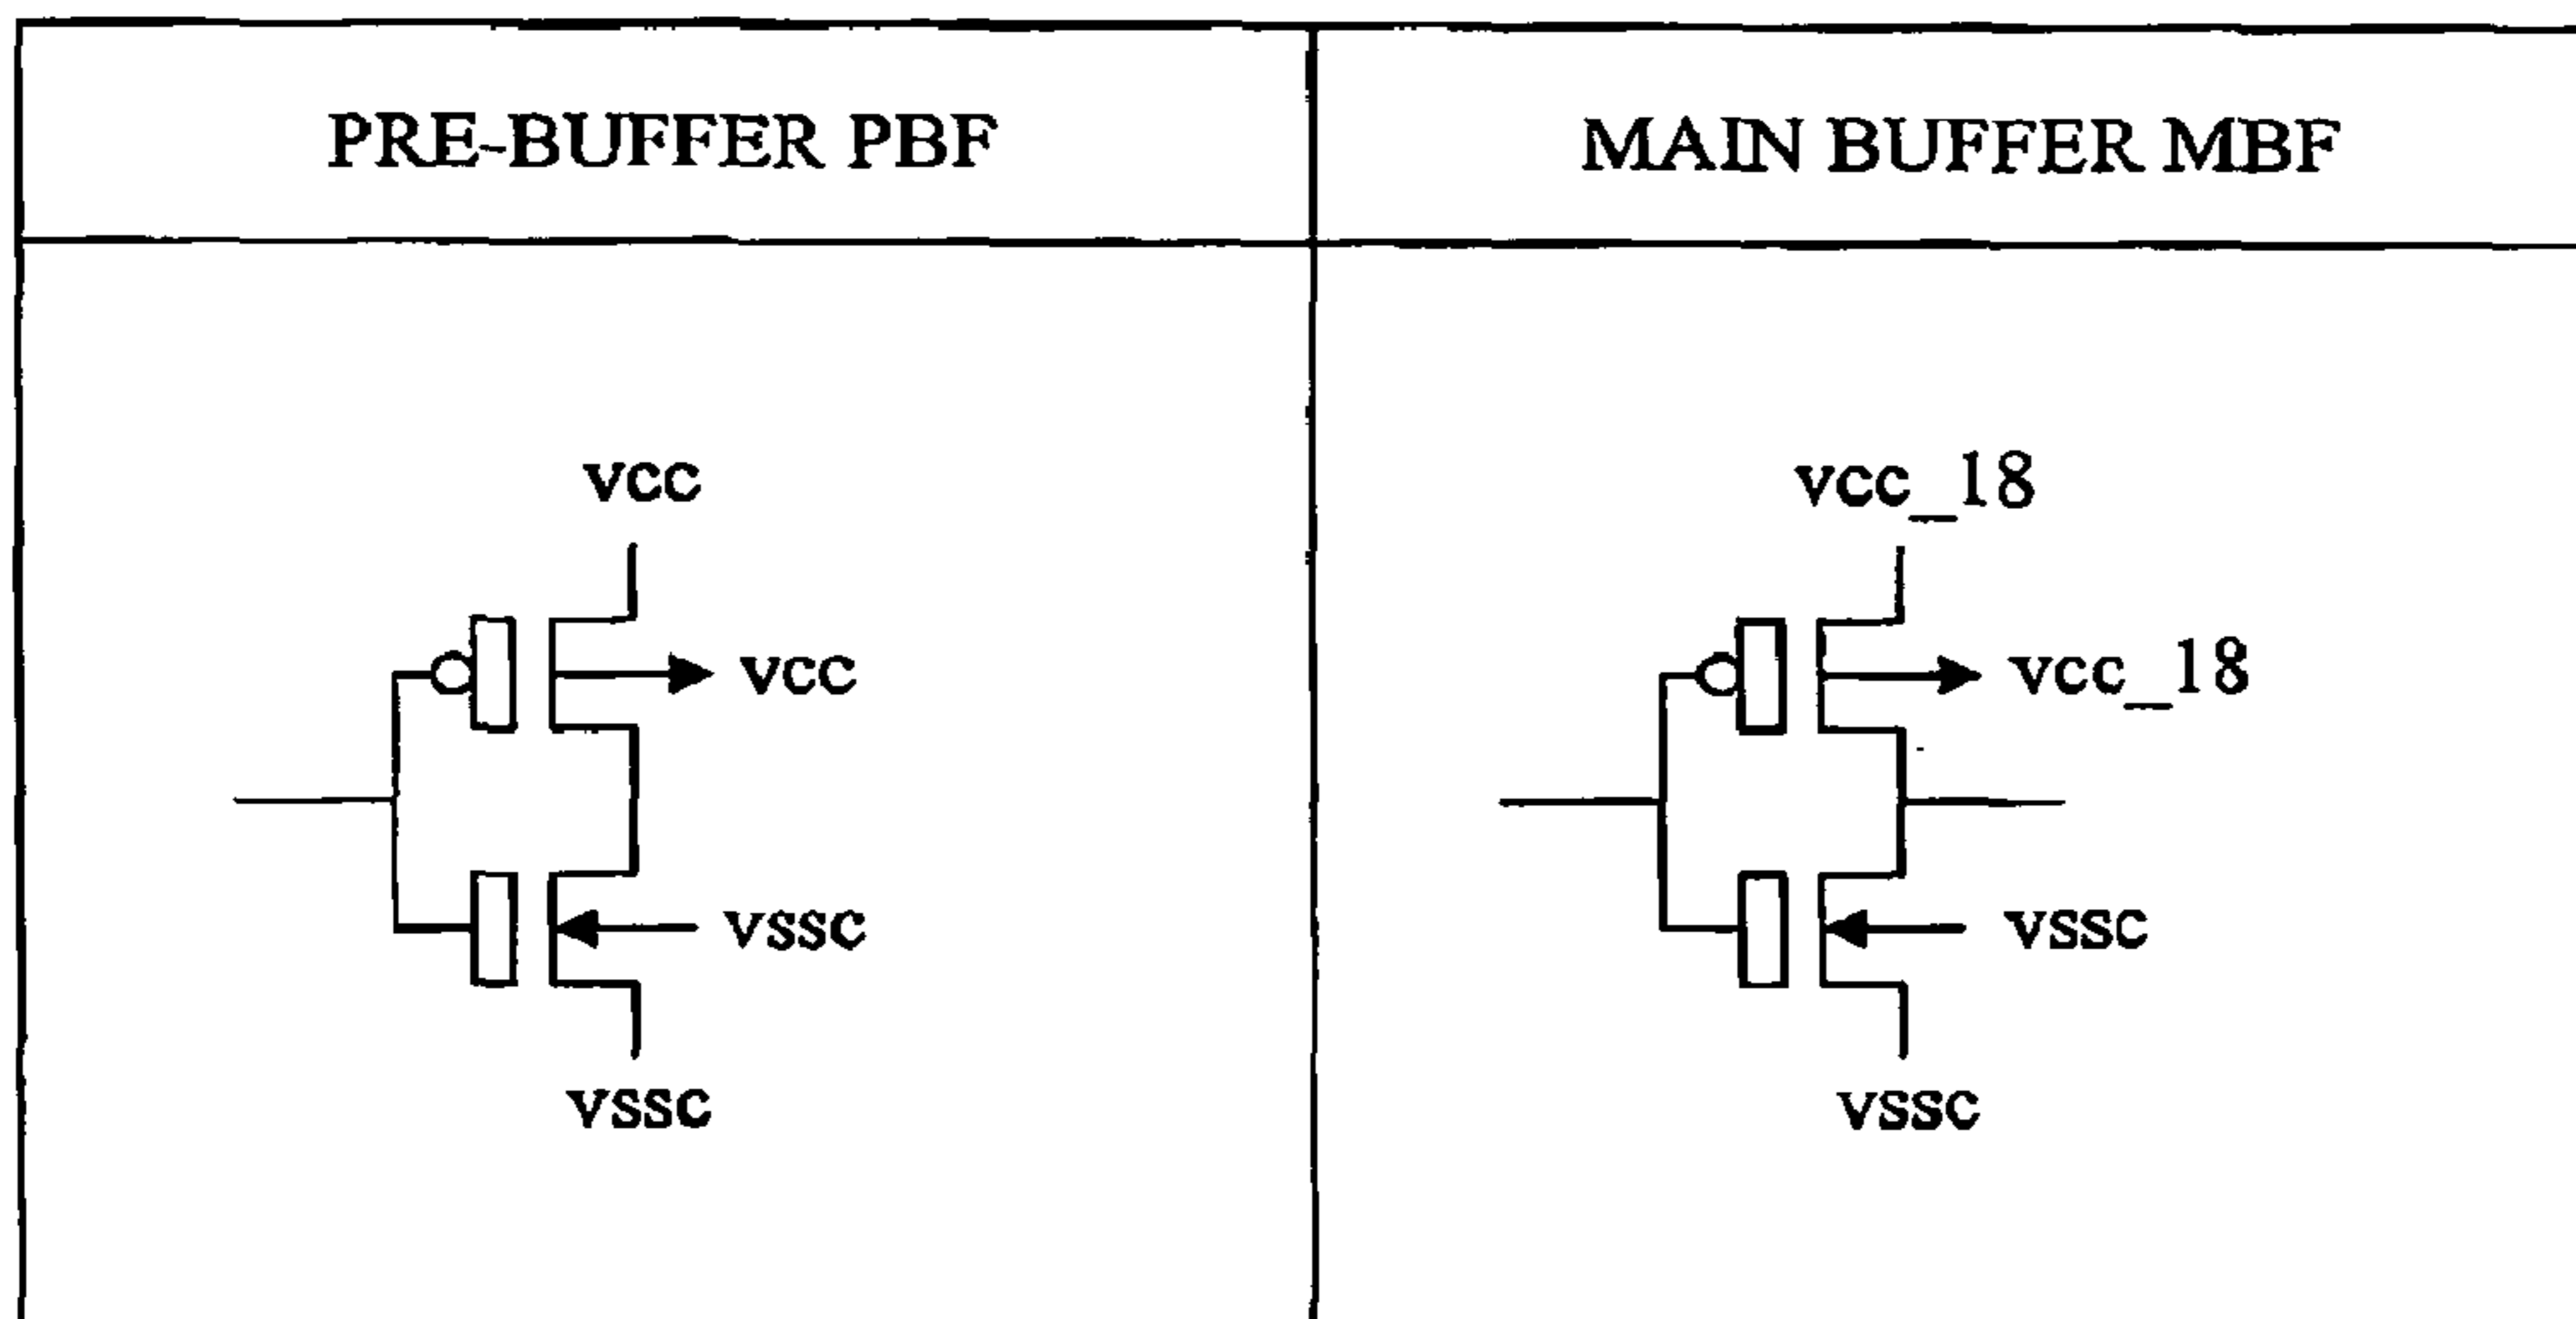 PRE-BUFFER PBF
MAIN BUFFER MBF
vcc
vcc
vssc
vssc
vcc_18
vcc_18
vssc
vssc